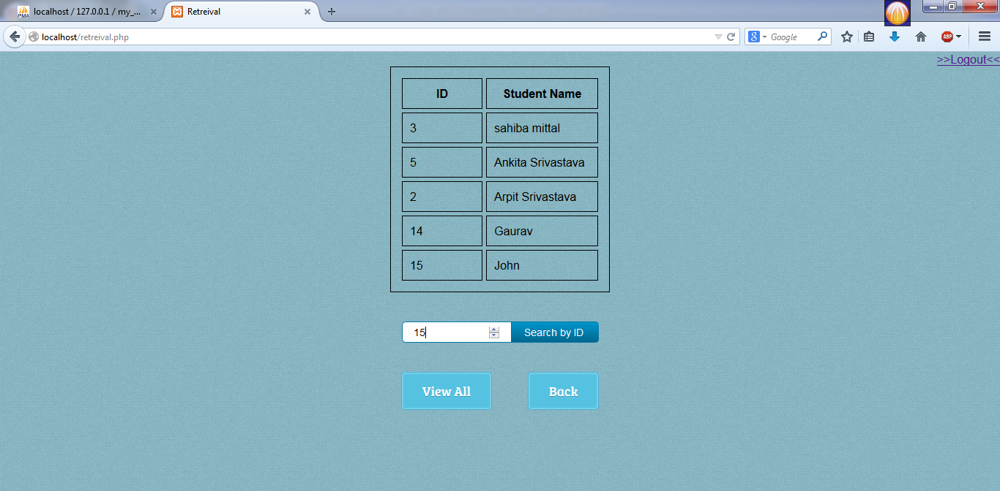 localhost / 127.0.0.1 / my_...
Retreival
localhost/retreival.php
Google
ABP
>>Logout<<
ID Student Name
3 sahiba mittal
5 Ankita Srivastava
2 Arpit Srivastava
14 Gaurav
15 John
15 Search by ID
View All Back